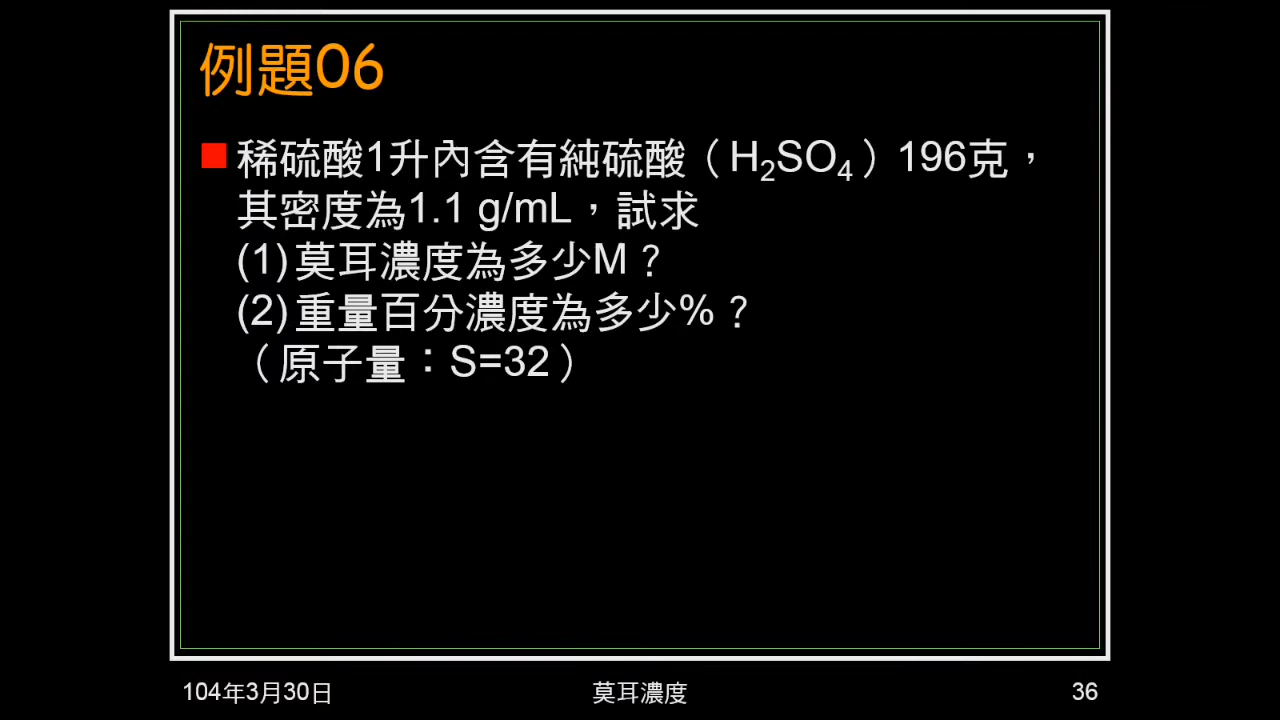 例題06
稀硫酸1升內含有純硫酸（H₂SO₄）196克，
其密度為1.1 g/mL，試求
(1)莫耳濃度為多少M？
(2)重量百分濃度為多少%？
（原子量：S=32）
104年3月30日
莫耳濃度
36